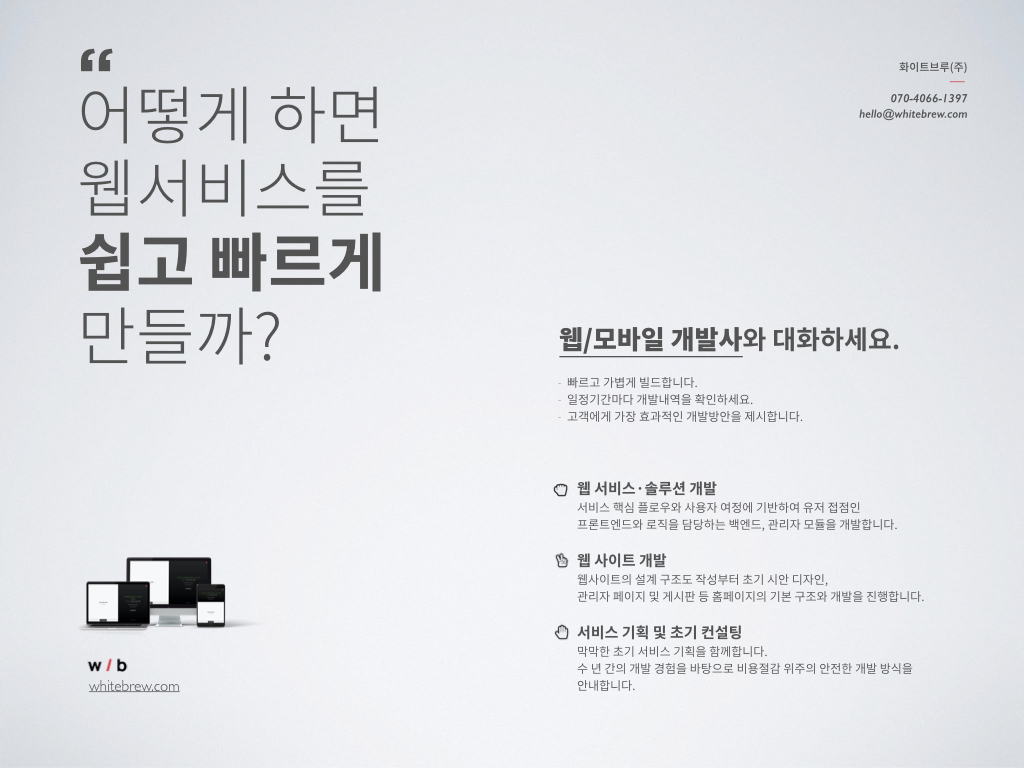 “
어떻게 하면
웹서비스를
쉽고 빠르게
만들까?
화이트브루(주)
070-4066-1397
hello@whitebrew.com
웹/모바일 개발사와 대화하세요.
- 빠르고 가볍게 빌드합니다.
- 일정기간마다 개발내역을 확인하세요.
- 고객에게 가장 효과적인 개발방안을 제시합니다.
웹 서비스·솔루션 개발
서비스 핵심 플로우와 사용자 여정에 기반하여 유저 접점인
프론트엔드와 로직을 담당하는 백엔드, 관리자 모듈을 개발합니다.
웹 사이트 개발
웹사이트의 설계 구조도 작성부터 초기 시안 디자인,
관리자 페이지 및 게시판 등 홈페이지의 기본 구조와 개발을 진행합니다.
서비스 기획 및 초기 컨설팅
막막한 초기 서비스 기획을 함께합니다.
수 년 간의 개발 경험을 바탕으로 비용절감 위주의 안전한 개발 방식을
안내합니다.
w / b
whitebrew.com